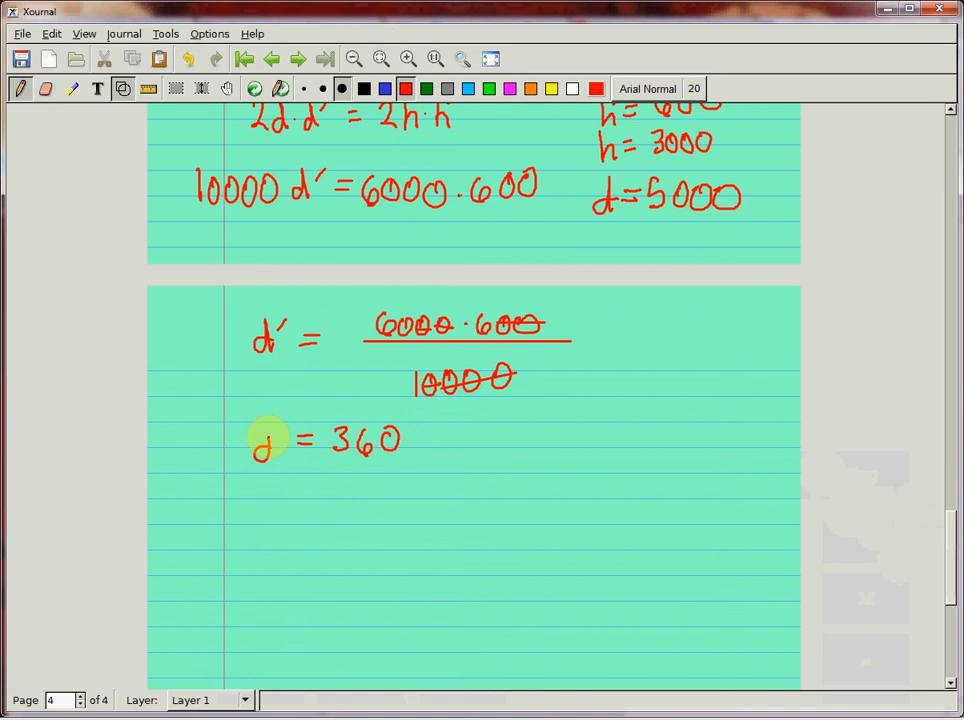 Xournal
File Edit View Journal Tools Options Help
Arial Normal 20
2d·d′ = 2h·h′
h′ = 600
h = 3000
10000 d′ = 6000 · 600
d = 5000
d′ = 6000 · 600
10000
d = 360
Page 4 of 4 Layer: Layer 1